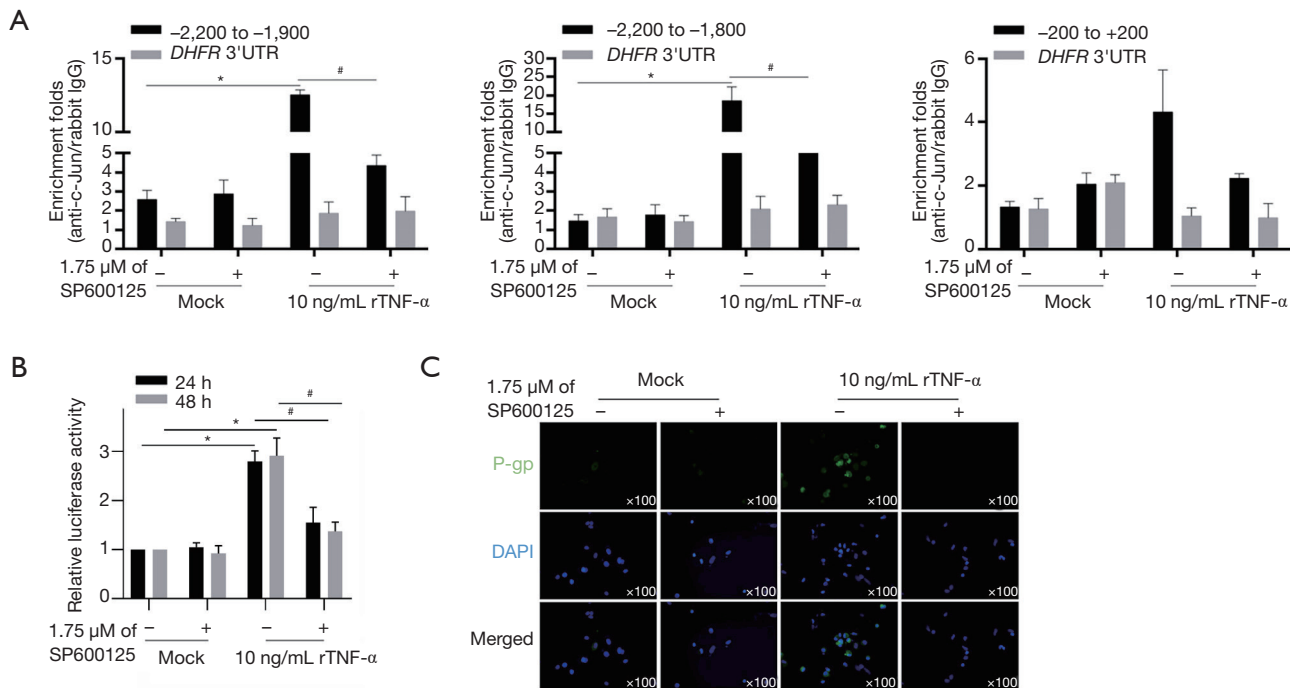 A
−2,200 to −1,900
DHFR 3'UTR
Enrichment folds
(anti-c-Jun/rabbit IgG)
15
10
5
4
3
2
1
0
*
#
1.75 µM of
SP600125
− + − +
Mock 10 ng/mL rTNF-α
−2,200 to −1,800
DHFR 3'UTR
Enrichment folds
(anti-c-Jun/rabbit IgG)
30
25
20
15
10
5
4
3
2
1
0
*
#
1.75 µM of
SP600125
− + − +
Mock 10 ng/mL rTNF-α
−200 to +200
DHFR 3'UTR
Enrichment folds
(anti-c-Jun/rabbit IgG)
6
4
2
0
1.75 µM of
SP600125
− + − +
Mock 10 ng/mL rTNF-α
B
24 h
48 h
Relative luciferase activity
3
2
1
0
#
* #
*
1.75 µM of
SP600125
− + − +
Mock 10 ng/mL rTNF-α
C
1.75 µM of
SP600125
Mock 10 ng/mL rTNF-α
− + − +
P-gp
×100 ×100 ×100 ×100
DAPI
×100 ×100 ×100 ×100
Merged
×100 ×100 ×100 ×100